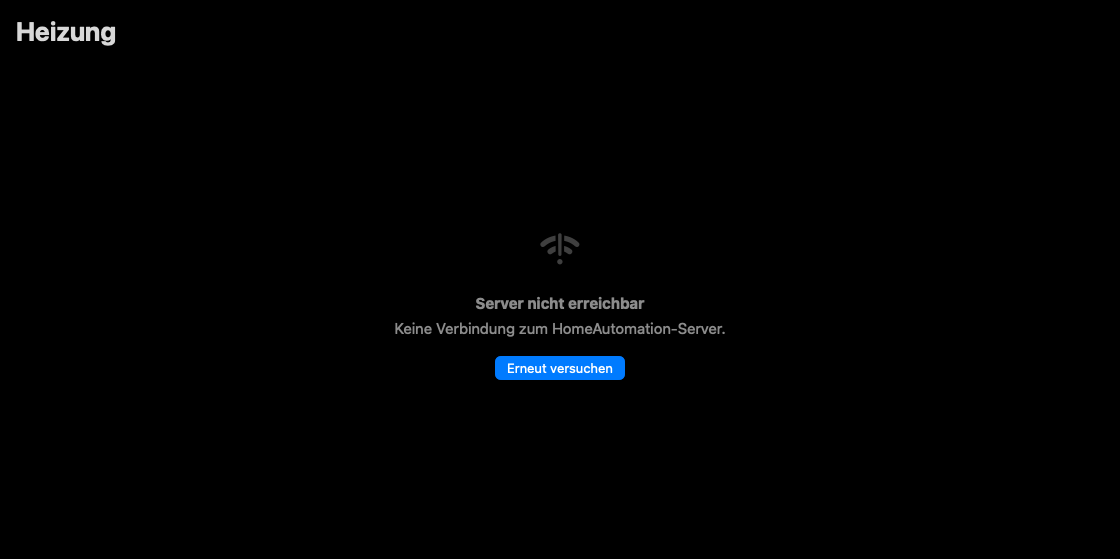 Heizung
Server nicht erreichbar
Keine Verbindung zum HomeAutomation-Server.
Erneut versuchen